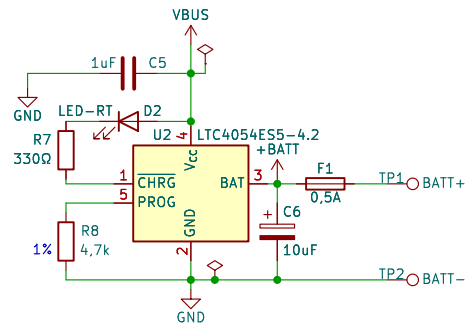 VBUS
1uF C5
GND
LED-RT D2
R7
330Ω
U2 LTC4054ES5-4.2
4
Vcc
+BATT
1 CHRG
5 PROG
BAT 3
GND
2
F1
0,5A
TP1 BATT+
C6
+
10uF
R8
1% 4,7k
TP2 BATT-
GND